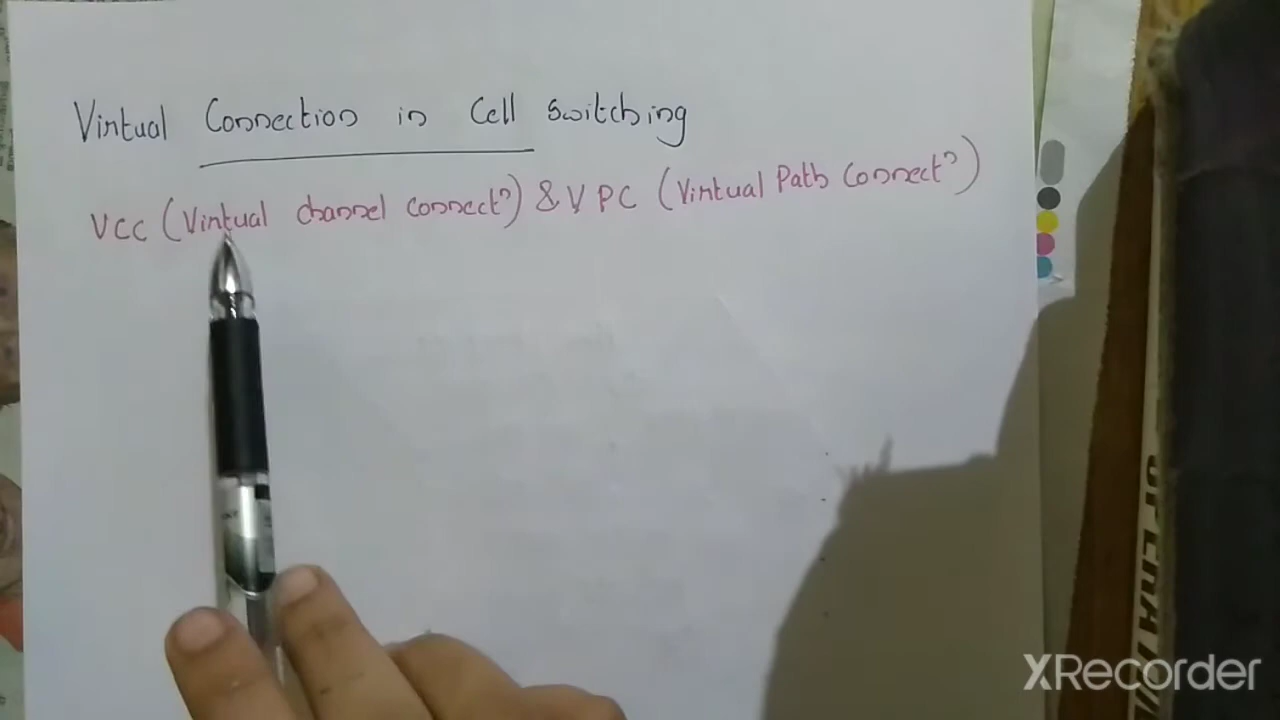 Virtual Connection in Cell switching
VCC (Virtual channel connectⁿ) & VPC (Virtual Path Connectⁿ)
XRecorder